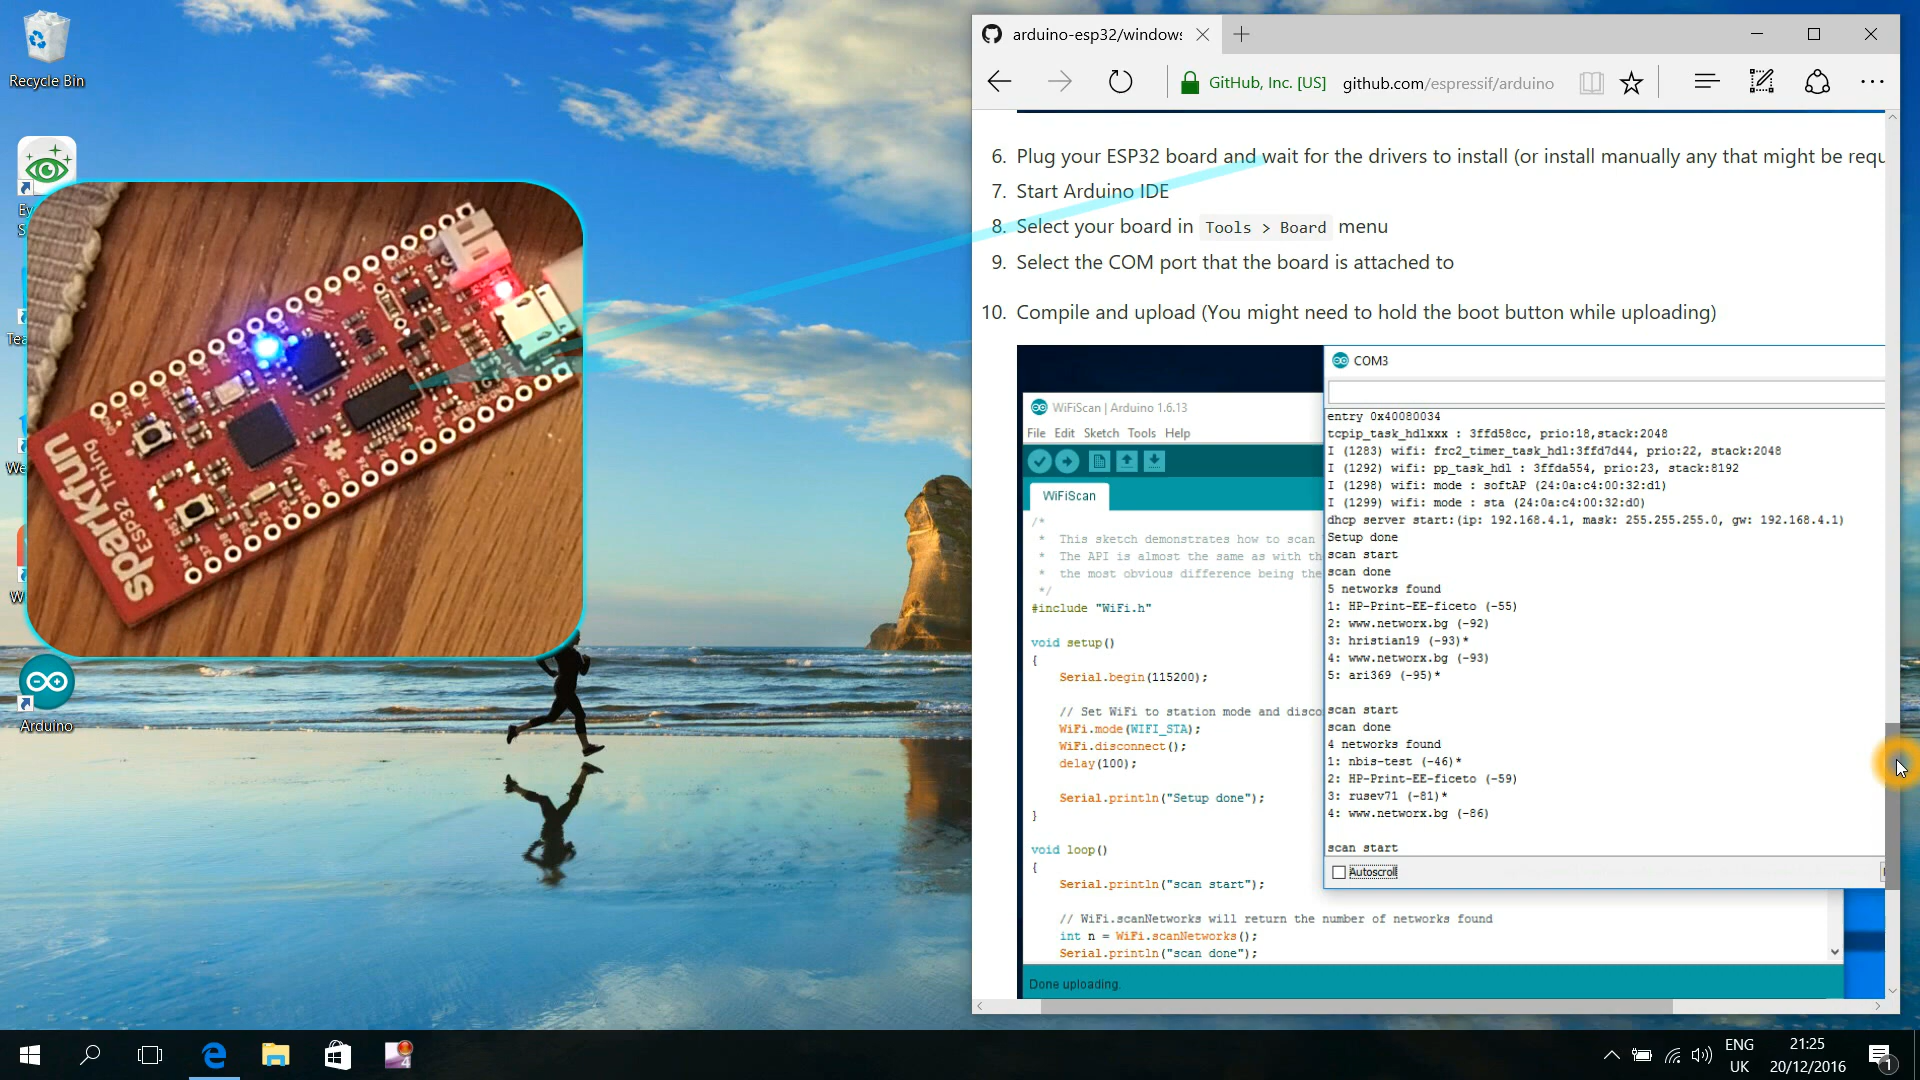 Recycle Bin
Arduino
sparkfun
ESP32
Thing
arduino-esp32/windows
GitHub, Inc. [US]
github.com/espressif/arduino
6. Plug your ESP32 board and wait for the drivers to install (or install manually any that might be requ
7. Start Arduino IDE
8. Select your board in Tools > Board menu
9. Select the COM port that the board is attached to
10. Compile and upload (You might need to hold the boot button while uploading)
WiFiScan | Arduino 1.6.13
File Edit Sketch Tools Help
WiFiScan
/*
* This sketch demonstrates how to scan
* The API is almost the same as with th
* the most obvious difference being the
*/
#include "WiFi.h"
void setup()
{
Serial.begin(115200);
// Set WiFi to station mode and disco
WiFi.mode(WIFI_STA);
WiFi.disconnect();
delay(100);
Serial.println("Setup done");
}
void loop()
{
Serial.println("scan start");
// WiFi.scanNetworks will return the number of networks found
int n = WiFi.scanNetworks();
Serial.println("scan done");
Done uploading.
COM3
entry 0x40080034
tcpip_task_hdlxxx : 3ffd58cc, prio:18,stack:2048
I (1283) wifi: frc2_timer_task_hdl:3ffd7d44, prio:22, stack:2048
I (1292) wifi: pp_task_hdl : 3ffda554, prio:23, stack:8192
I (1298) wifi: mode : softAP (24:0a:c4:00:32:d1)
I (1299) wifi: mode : sta (24:0a:c4:00:32:d0)
dhcp server start:(ip: 192.168.4.1, mask: 255.255.255.0, gw: 192.168.4.1)
Setup done
scan start
scan done
5 networks found
1: HP-Print-EE-ficeto (-55)
2: www.networx.bg (-92)
3: hristian19 (-93)*
4: www.networx.bg (-93)
5: ari369 (-95)*
scan start
scan done
4 networks found
1: nbis-test (-46)*
2: HP-Print-EE-ficeto (-59)
3: rusev71 (-81)*
4: www.networx.bg (-86)
scan start
Autoscroll
ENG
UK
21:25
20/12/2016
1